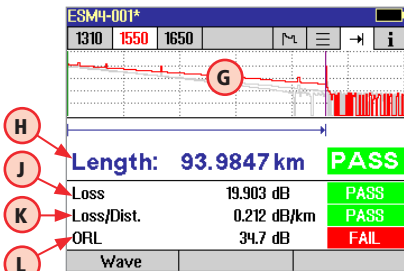 ESM4-001*
1310 1550 1650 i
G
H Length: 93.9847 km PASS
J Loss 19.903 dB PASS
K Loss/Dist. 0.212 dB/km PASS
L ORL 34.7 dB FAIL
Wave